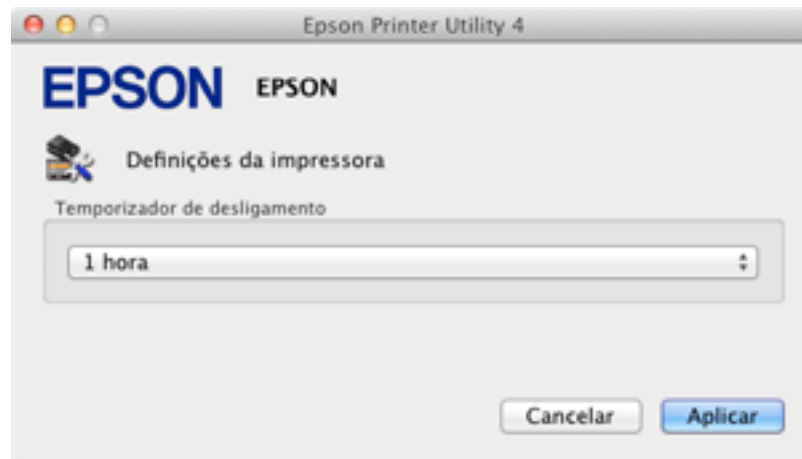 Epson Printer Utility 4
EPSON EPSON
Definições da impressora
Temporizador de desligamento
1 hora
Cancelar Aplicar